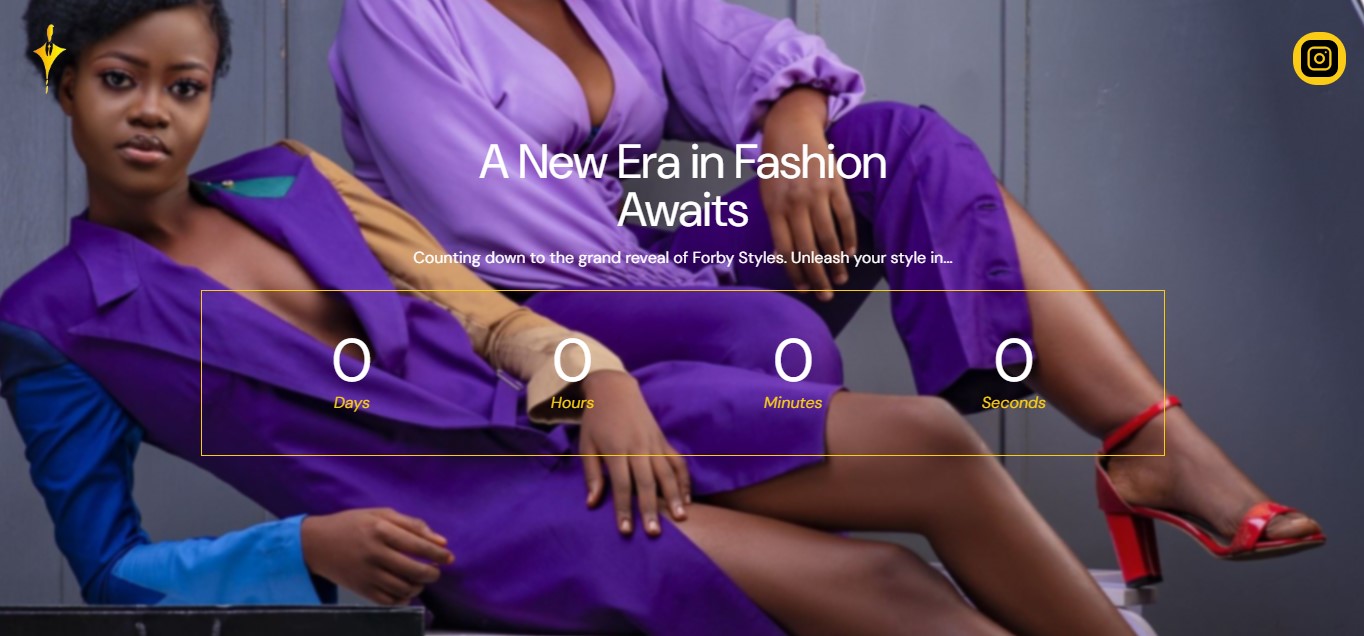 A New Era in Fashion
Awaits
Counting down to the grand reveal of Forby Styles. Unleash your style in...
0 0 0 0
Days Hours Minutes Seconds